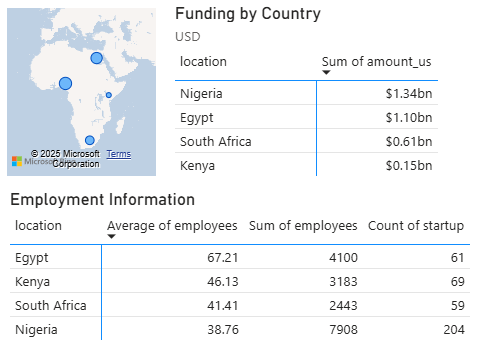 Funding by Country
USD
location Sum of amount_us
Nigeria $1.34bn
Egypt $1.10bn
South Africa $0.61bn
Kenya $0.15bn
© 2025 Microsoft Terms
Microsoft Corporation
Employment Information
location Average of employees Sum of employees Count of startup
Egypt 67.21 4100 61
Kenya 46.13 3183 69
South Africa 41.41 2443 59
Nigeria 38.76 7908 204